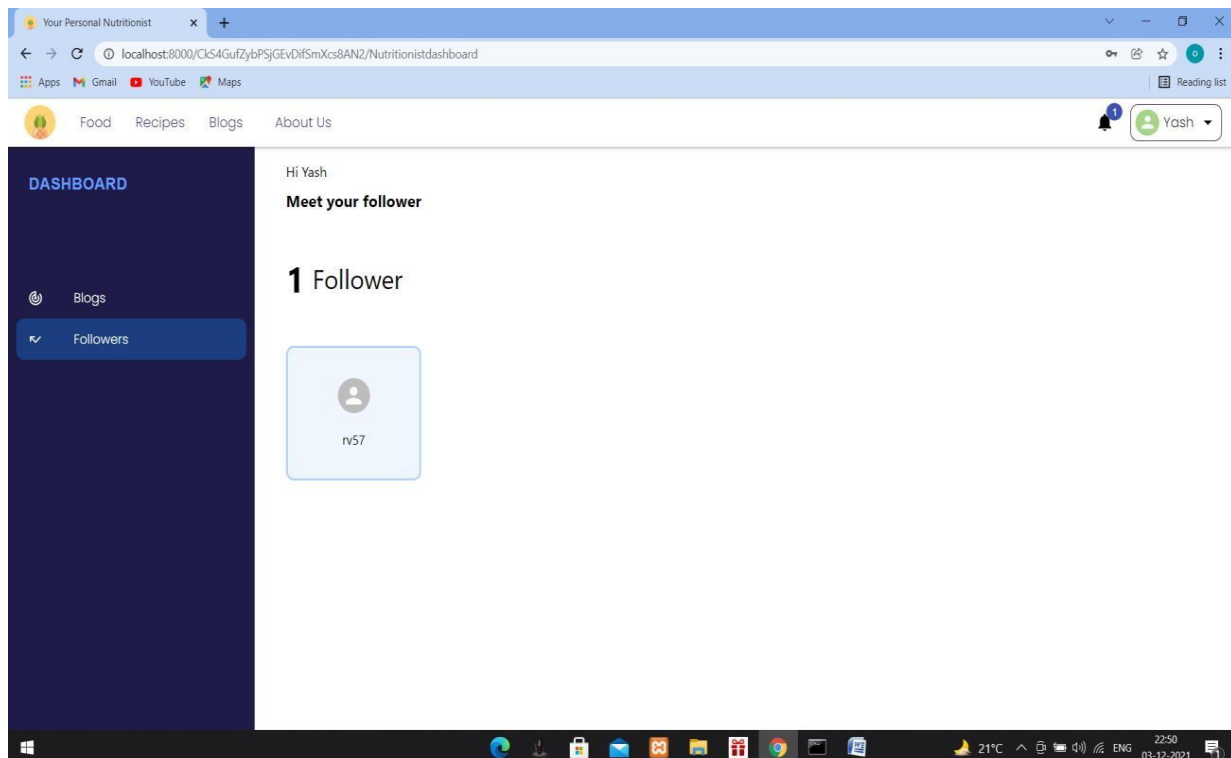 Your Personal Nutritionist
localhost:8000/CkS4GufZybPSjGEvDifSmXcs8AN2/Nutritionistdashboard
Apps Gmail YouTube Maps Reading list
Food Recipes Blogs About Us 1 Yash
DASHBOARD
Blogs
Followers
Hi Yash
Meet your follower
1 Follower
rv57
21°C ENG 22:50
03-12-2021